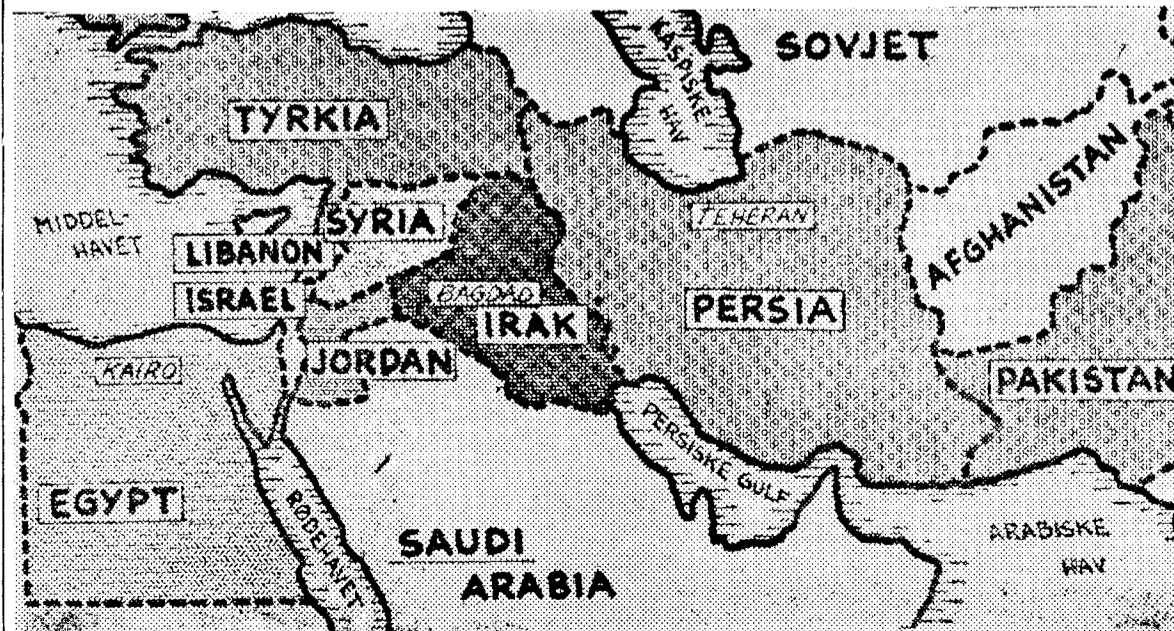 KASPISKE
HAV
SOVJET
TYRKIA
AFGHANISTAN
MIDDEL-
HAVET
SYRIA
TEHERAN
LIBANON
ISRAEL
BAGDAD
IRAK
PERSIA
KAIRO
JORDAN
PAKISTAN
PERSISKE GULF
EGYPT
RØDEHAVET
SAUDI
ARABIA
ARABISKE
HAV